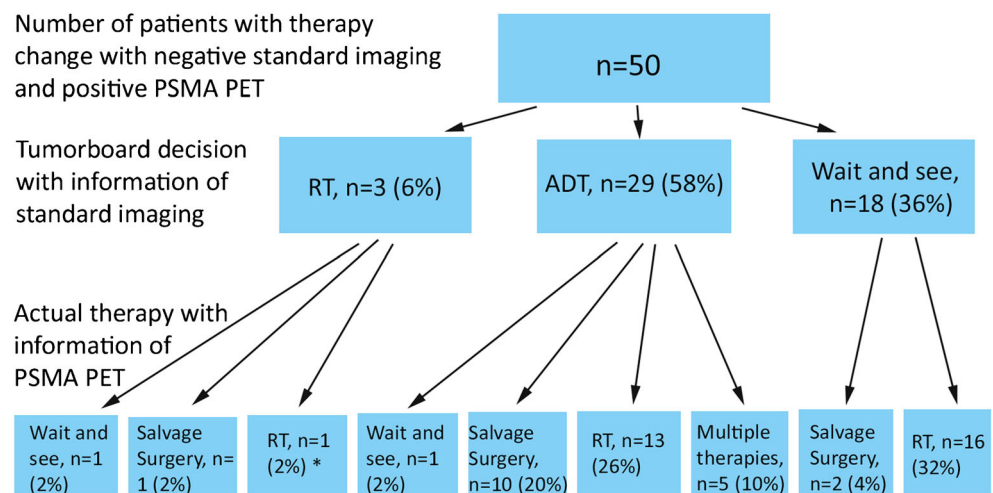 Number of patients with therapy
change with negative standard imaging
and positive PSMA PET
n=50
Tumorboard decision
with information of
standard imaging
RT, n=3 (6%)
ADT, n=29 (58%)
Wait and see,
n=18 (36%)
Actual therapy with
information of
PSMA PET
Wait and
see, n=1
(2%)
Salvage
Surgery, n=
1 (2%)
RT, n=1
(2%) *
Wait and
see, n=1
(2%)
Salvage
Surgery,
n=10 (20%)
RT, n=13
(26%)
Multiple
therapies,
n=5 (10%)
Salvage
Surgery,
n=2 (4%)
RT, n=16
(32%)